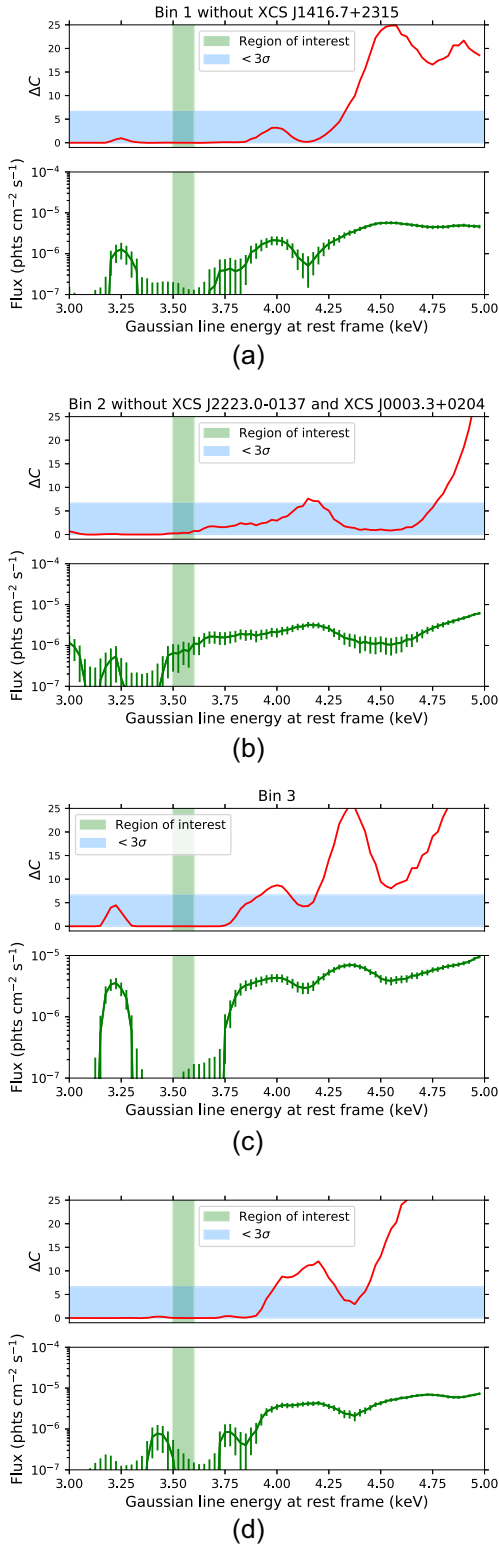 Bin 1 without XCS J1416.7+2315
25
20
15
10
5
0
ΔC
Region of interest
< 3σ
10⁻⁴
10⁻⁵
10⁻⁶
10⁻⁷
Flux (phts cm⁻² s⁻¹)
3.00 3.25 3.50 3.75 4.00 4.25 4.50 4.75 5.00
Gaussian line energy at rest frame (keV)
(a)
Bin 2 without XCS J2223.0-0137 and XCS J0003.3+0204
25
20
15
10
5
0
ΔC
Region of interest
< 3σ
10⁻⁴
10⁻⁵
10⁻⁶
10⁻⁷
Flux (phts cm⁻² s⁻¹)
3.00 3.25 3.50 3.75 4.00 4.25 4.50 4.75 5.00
Gaussian line energy at rest frame (keV)
(b)
Bin 3
25
20
15
10
5
0
ΔC
Region of interest
< 3σ
10⁻⁵
10⁻⁶
10⁻⁷
Flux (phts cm⁻² s⁻¹)
3.00 3.25 3.50 3.75 4.00 4.25 4.50 4.75 5.00
Gaussian line energy at rest frame (keV)
(c)
25
20
15
10
5
0
ΔC
Region of interest
< 3σ
10⁻⁴
10⁻⁵
10⁻⁶
10⁻⁷
Flux (phts cm⁻² s⁻¹)
3.00 3.25 3.50 3.75 4.00 4.25 4.50 4.75 5.00
Gaussian line energy at rest frame (keV)
(d)